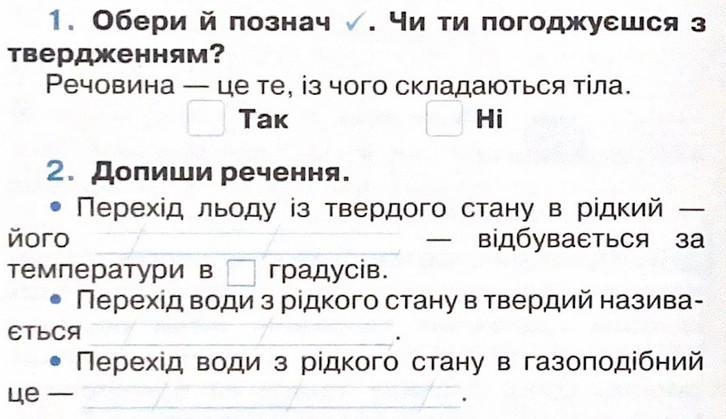 1. Обери й познач ✓. Чи ти погоджуєшся з
твердженням?
Речовина — це те, із чого складаються тіла.
Так Ні
2. Допиши речення.
• Перехід льоду із твердого стану в рідкий —
його — відбувається за
температури в градусів.
• Перехід води з рідкого стану в твердий назива-
ється .
• Перехід води з рідкого стану в газоподібний
це — .